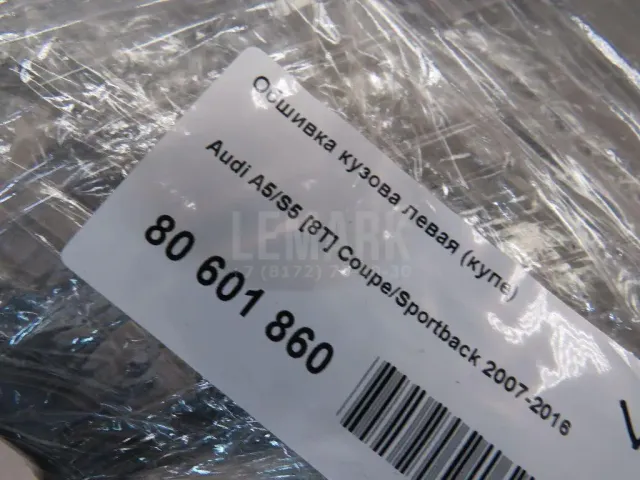 Обшивка кузова левая (купе)
Audi A5/S5 [8T] Coupe/Sportback 2007-2016
80 601 860
LEMARK